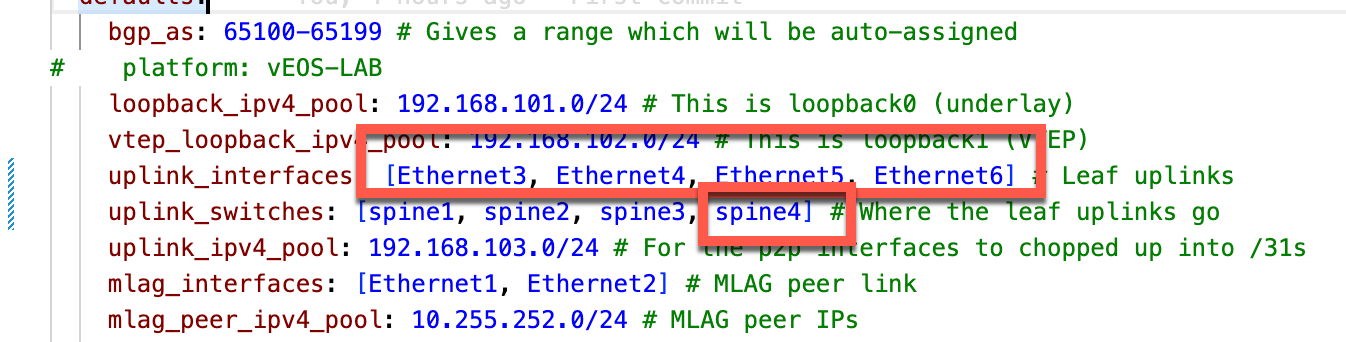 defaults: You, 4 hours ago First commit
bgp_as: 65100-65199 # Gives a range which will be auto-assigned
# platform: vEOS-LAB
loopback_ipv4_pool: 192.168.101.0/24 # This is loopback0 (underlay)
vtep_loopback_ipv4_pool: 192.168.102.0/24 # This is loopback1 (VTEP)
uplink_interfaces [Ethernet3, Ethernet4, Ethernet5, Ethernet6] # Leaf uplinks
uplink_switches: [spine1, spine2, spine3, spine4] # Where the leaf uplinks go
uplink_ipv4_pool: 192.168.103.0/24 # For the p2p interfaces to chopped up into /31s
mlag_interfaces: [Ethernet1, Ethernet2] # MLAG peer link
mlag_peer_ipv4_pool: 10.255.252.0/24 # MLAG peer IPs